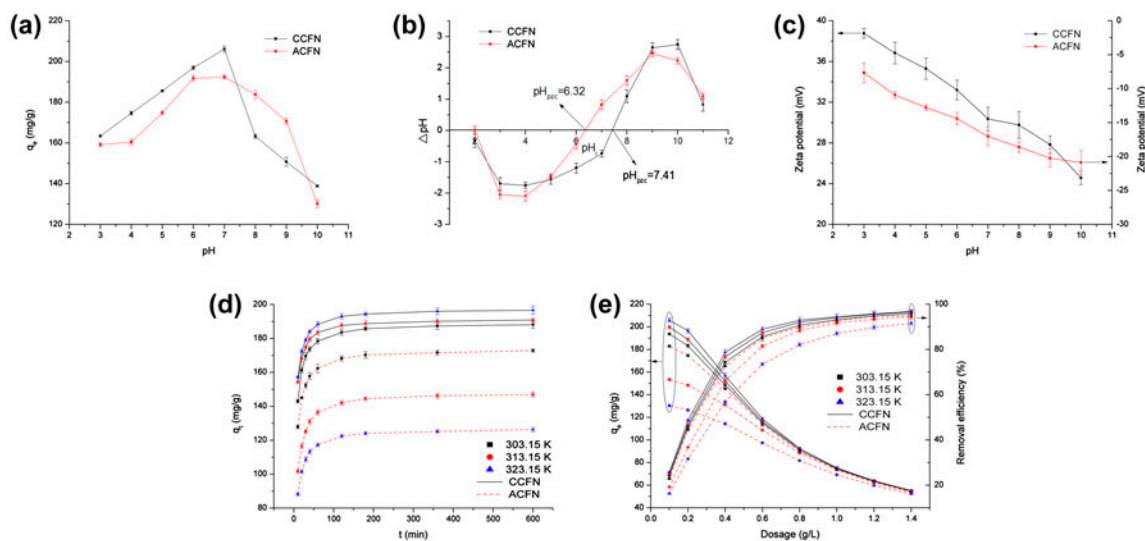 (a)
CCFN
ACFN
220
200
180
160
140
120
2 3 4 5 6 7 8 9 10 11
pH
qe (mg/g)
(b)
CCFN
ACFN
3
2
1
0
-1
-2
-3
2 4 6 8 10 12
pH
△pH
pHpzc=6.32
pHpzc=7.41
(c)
CCFN
ACFN
40
36
32
28
24
20
0
-5
-10
-15
-20
-25
-30
2 3 4 5 6 7 8 9 10 11
pH
Zeta potential (mV)
Zeta potential (mV)
(d)
200
180
160
140
120
100
80
0 100 200 300 400 500 600
t (min)
qt (mg/g)
303.15 K
313.15 K
323.15 K
CCFN
ACFN
(e)
220
200
180
160
140
120
100
80
60
40
100
80
60
40
20
0.0 0.2 0.4 0.6 0.8 1.0 1.2 1.4
Dosage (g/L)
qe (mg/g)
Removal efficiency (%)
303.15 K
313.15 K
323.15 K
CCFN
ACFN